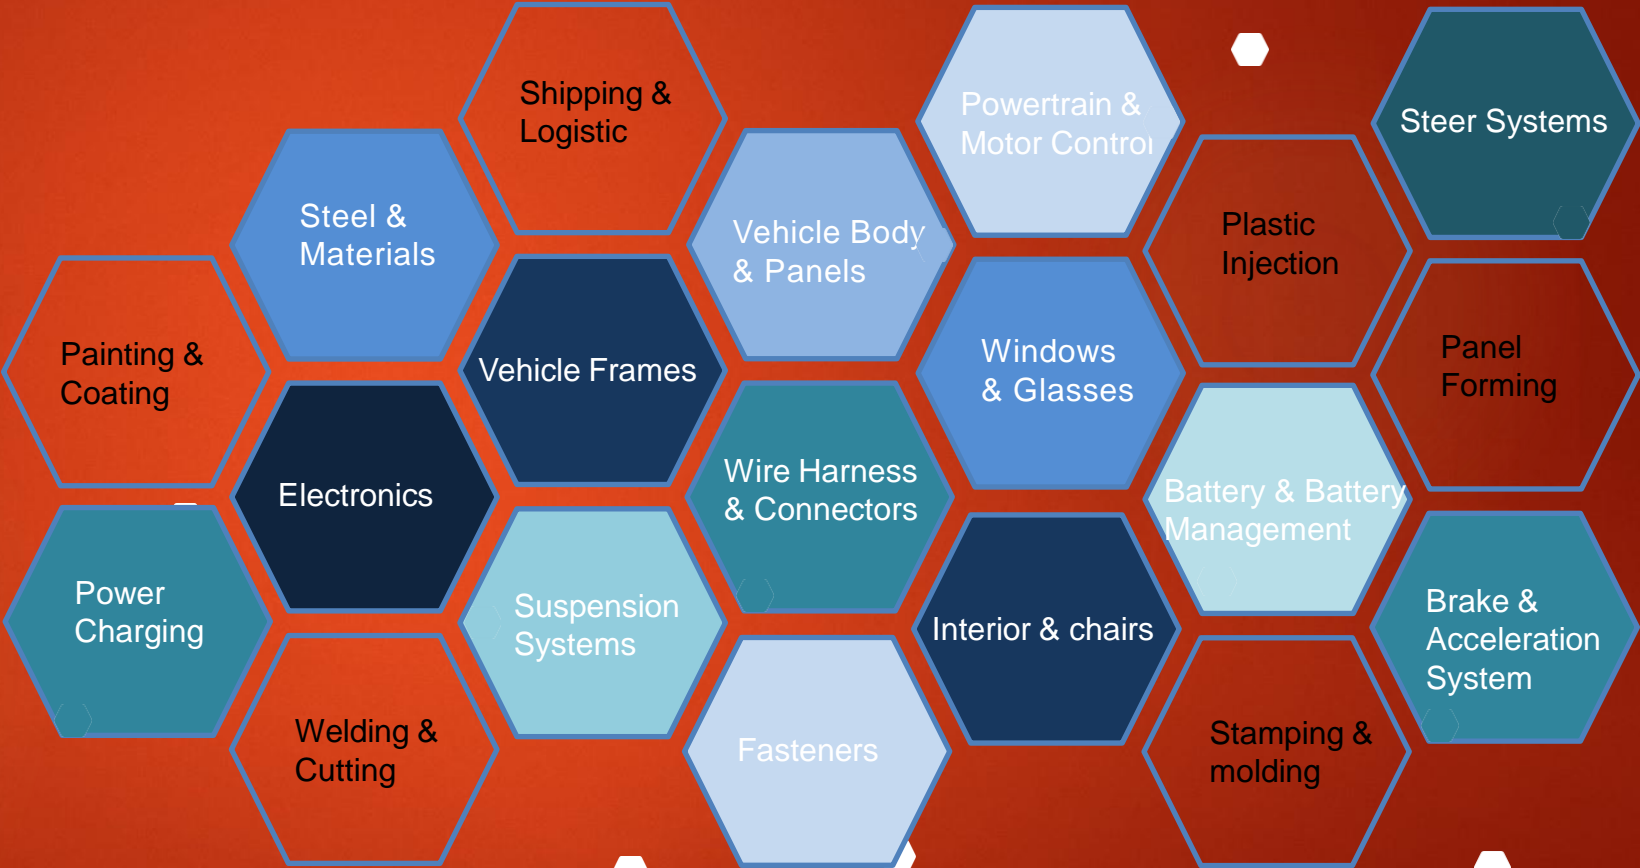 Shipping &
Logistic
Powertrain &
Motor Control
Steer Systems
Steel &
Materials
Vehicle Body
& Panels
Plastic
Injection
Painting &
Coating
Vehicle Frames
Windows
& Glasses
Panel
Forming
Electronics
Wire Harness
& Connectors
Battery & Battery
Management
Power
Charging
Suspension
Systems
Interior & chairs
Brake &
Acceleration
System
Welding &
Cutting
Fasteners
Stamping &
molding